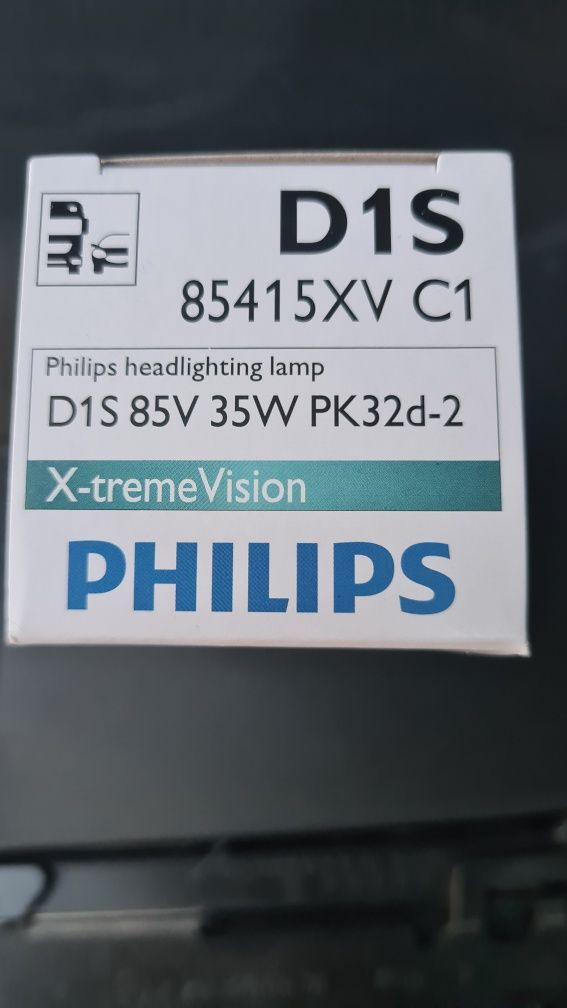 D1S
85415XV C1
Philips headlighting lamp
D1S 85V 35W PK32d-2
X-tremeVision
PHILIPS